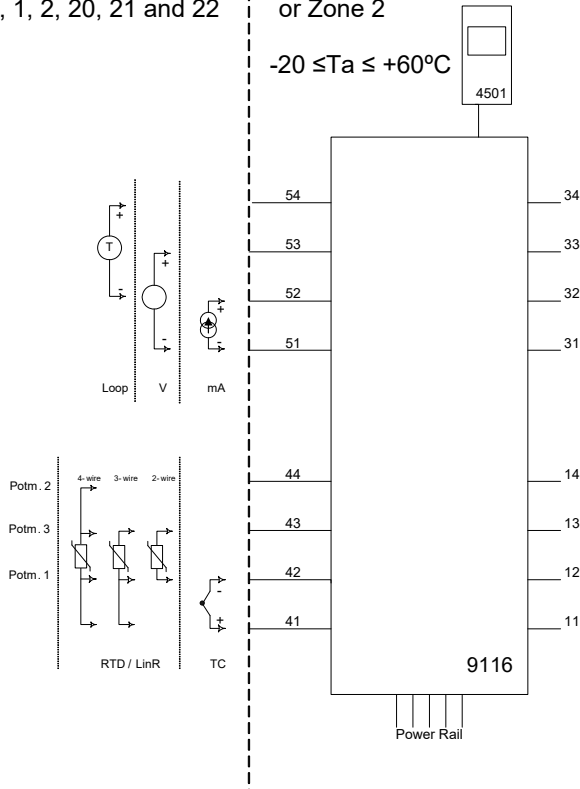 , 1, 2, 20, 21 and 22
or Zone 2
-20 ≤Ta ≤ +60ºC
4501
54
34
+
T
53
33
+
-
52
32
+
-
-
51
31
Loop
V
mA
44
14
4-wire
3-wire
2-wire
Potm. 2
43
13
Potm. 3
42
12
Potm. 1
-
+
41
11
RTD / LinR
TC
9116
Power Rail